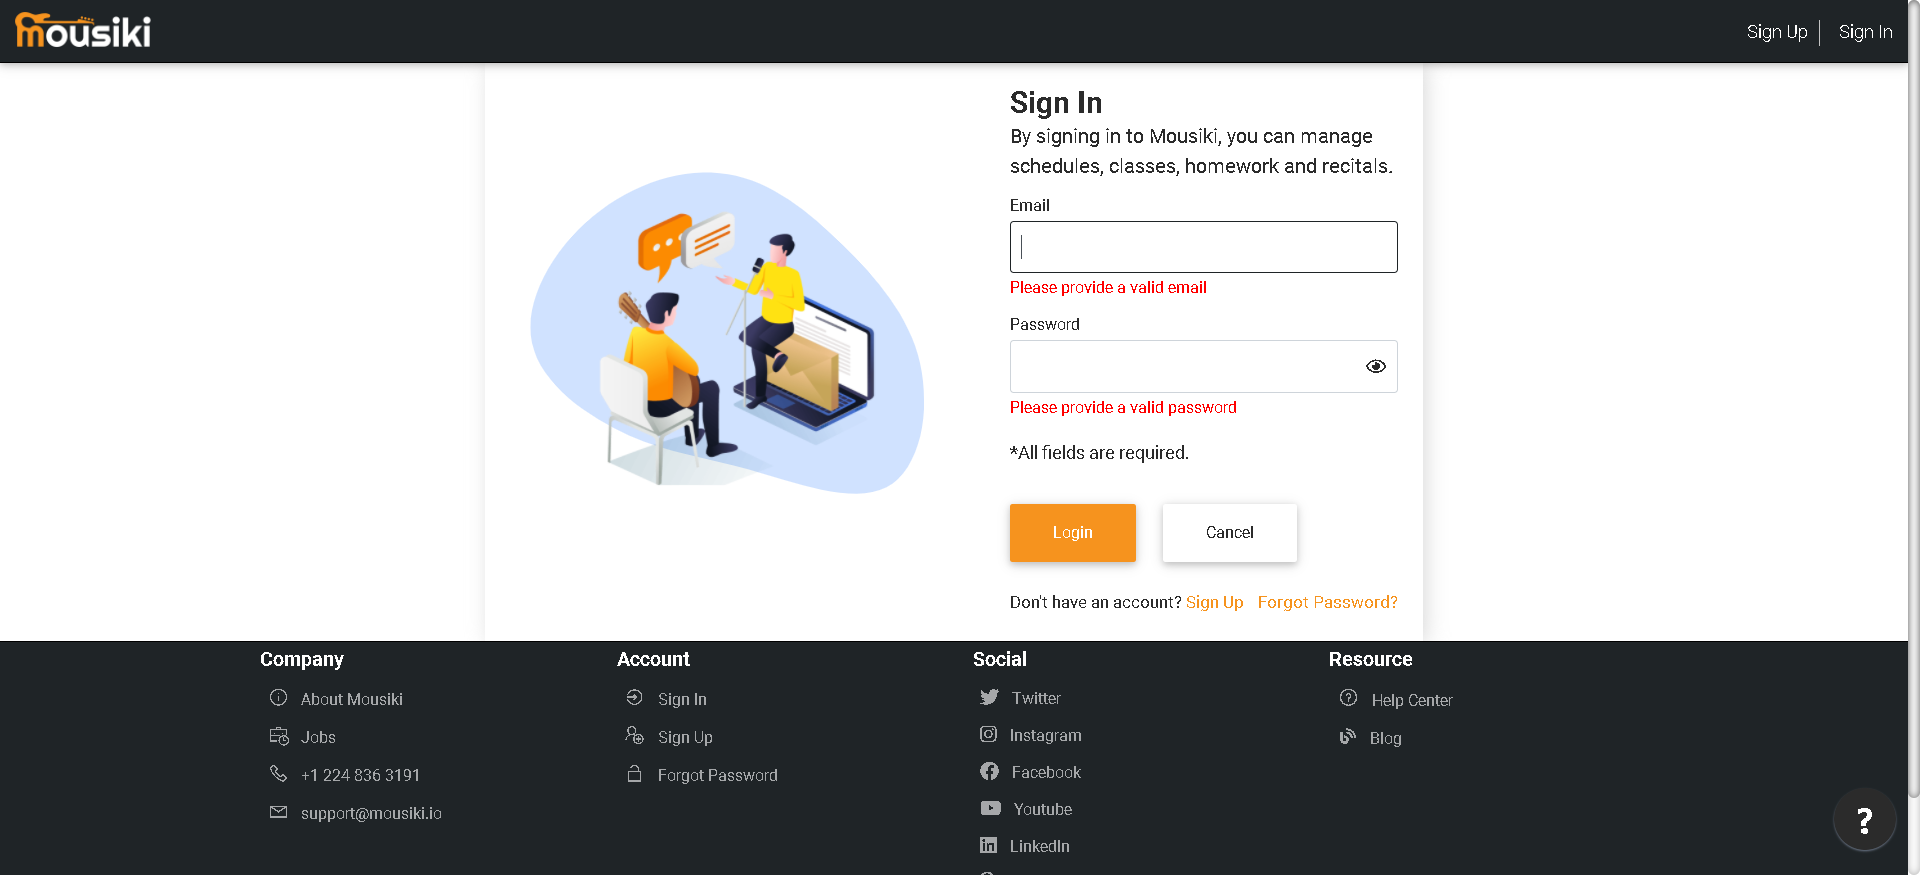 mousiki
Sign Up
Sign In
Sign In
By signing in to Mousiki, you can manage
schedules, classes, homework and recitals.
Email
Please provide a valid email
Password
Please provide a valid password
*All fields are required.
Login
Cancel
Don't have an account? Sign Up Forgot Password?
Company
About Mousiki
Jobs
+1 224 836 3191
support@mousiki.io
Account
Sign In
Sign Up
Forgot Password
Social
Twitter
Instagram
Facebook
Youtube
LinkedIn
Resource
Help Center
Blog
?